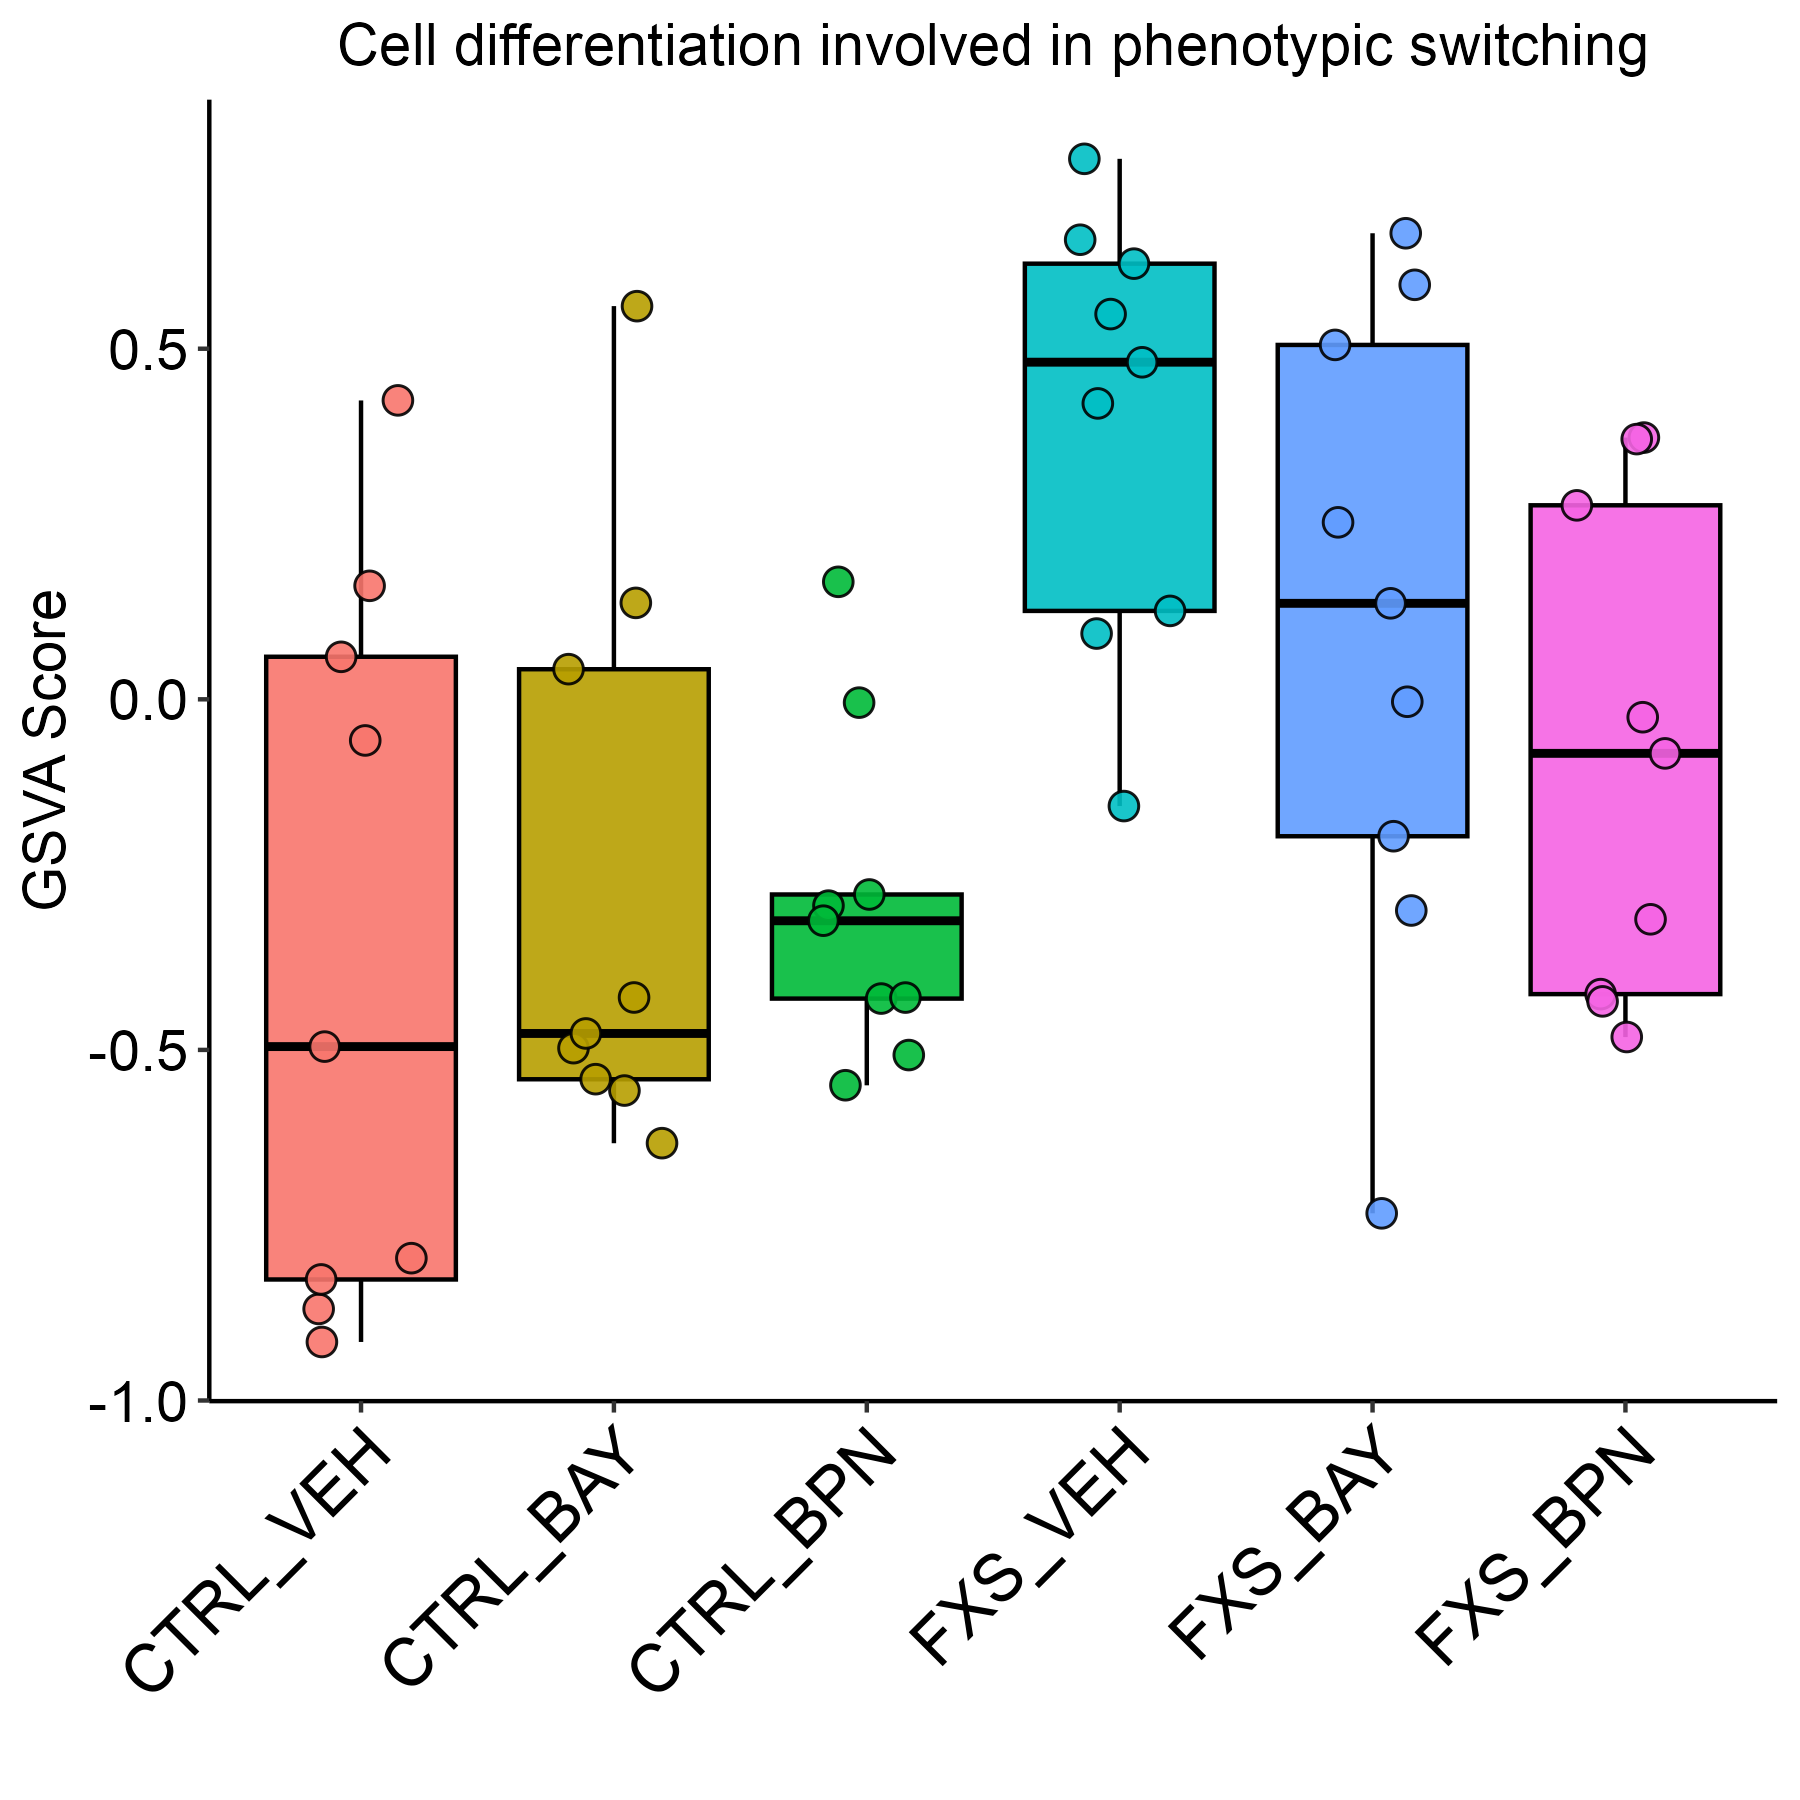 Cell differentiation involved in phenotypic switching
GSVA Score
0.5
0.0
-0.5
-1.0
CTRL_VEH
CTRL_BAY
CTRL_BPN
FXS_VEH
FXS_BAY
FXS_BPN